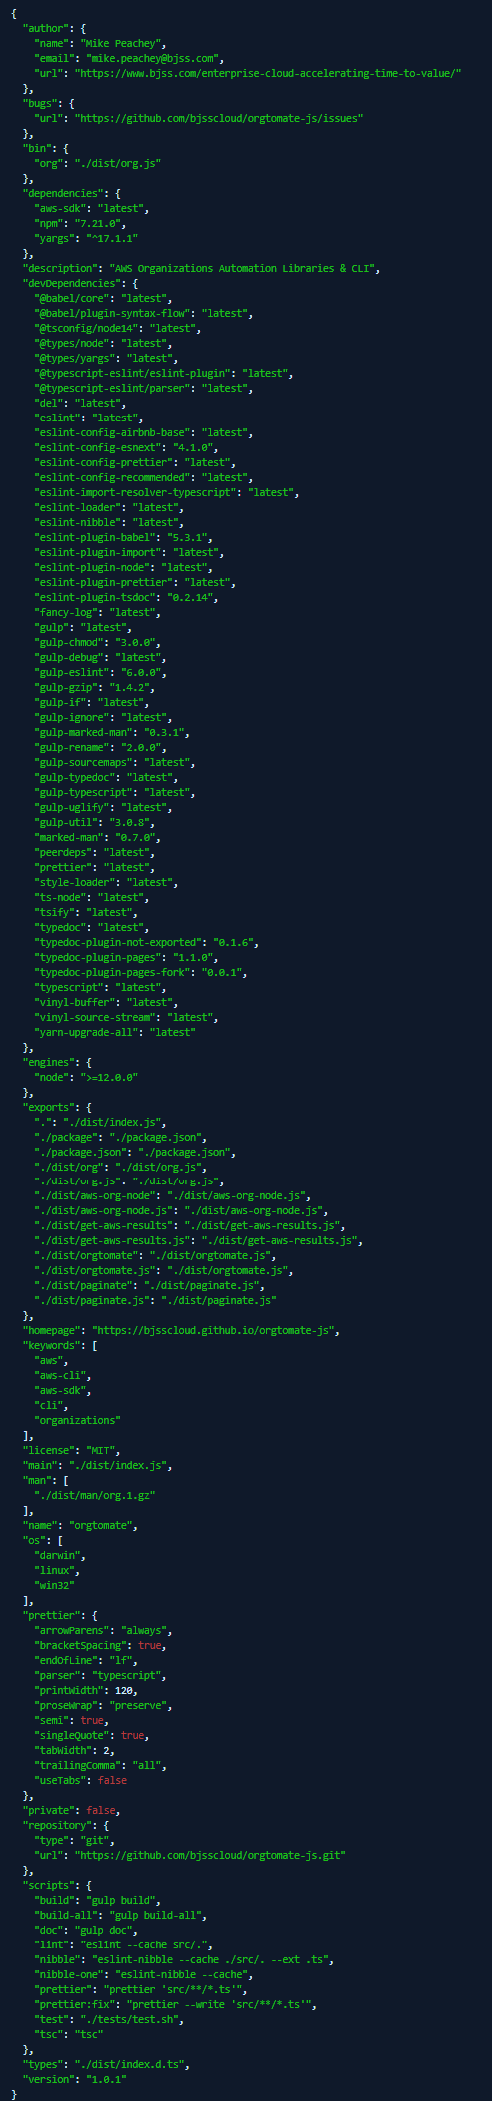 {
  "author": {
    "name": "Mike Peachey",
    "email": "mike.peachey@bjss.com",
    "url": "https://www.bjss.com/enterprise-cloud-accelerating-time-to-value/"
  },
  "bugs": {
    "url": "https://github.com/bjsscloud/orgtomate-js/issues"
  },
  "bin": {
    "org": "./dist/org.js"
  },
  "dependencies": {
    "aws-sdk": "latest",
    "npm": "7.21.0",
    "yargs": "^17.1.1"
  },
  "description": "AWS Organizations Automation Libraries & CLI",
  "devDependencies": {
    "@babel/core": "latest",
    "@babel/plugin-syntax-flow": "latest",
    "@tsconfig/node14": "latest",
    "@types/node": "latest",
    "@types/yargs": "latest",
    "@typescript-eslint/eslint-plugin": "latest",
    "@typescript-eslint/parser": "latest",
    "del": "latest",
    "eslint": "latest",
    "eslint-config-airbnb-base": "latest",
    "eslint-config-esnext": "4.1.0",
    "eslint-config-prettier": "latest",
    "eslint-config-recommended": "latest",
    "eslint-import-resolver-typescript": "latest",
    "eslint-loader": "latest",
    "eslint-nibble": "latest",
    "eslint-plugin-babel": "5.3.1",
    "eslint-plugin-import": "latest",
    "eslint-plugin-node": "latest",
    "eslint-plugin-prettier": "latest",
    "eslint-plugin-tsdoc": "0.2.14",
    "fancy-log": "latest",
    "gulp": "latest",
    "gulp-chmod": "3.0.0",
    "gulp-debug": "latest",
    "gulp-eslint": "6.0.0",
    "gulp-gzip": "1.4.2",
    "gulp-if": "latest",
    "gulp-ignore": "latest",
    "gulp-marked-man": "0.3.1",
    "gulp-rename": "2.0.0",
    "gulp-sourcemaps": "latest",
    "gulp-typedoc": "latest",
    "gulp-typescript": "latest",
    "gulp-uglify": "latest",
    "gulp-util": "3.0.8",
    "marked-man": "0.7.0",
    "peerdeps": "latest",
    "prettier": "latest",
    "style-loader": "latest",
    "ts-node": "latest",
    "tsify": "latest",
    "typedoc": "latest",
    "typedoc-plugin-not-exported": "0.1.6",
    "typedoc-plugin-pages": "1.1.0",
    "typedoc-plugin-pages-fork": "0.0.1",
    "typescript": "latest",
    "vinyl-buffer": "latest",
    "vinyl-source-stream": "latest",
    "yarn-upgrade-all": "latest"
  },
  "engines": {
    "node": ">=12.0.0"
  },
  "exports": {
    ".": "./dist/index.js",
    "./package": "./package.json",
    "./package.json": "./package.json",
    "./dist/org": "./dist/org.js",
    "./dist/org.js": "./dist/org.js",
    "./dist/aws-org-node": "./dist/aws-org-node.js",
    "./dist/aws-org-node.js": "./dist/aws-org-node.js",
    "./dist/get-aws-results": "./dist/get-aws-results.js",
    "./dist/get-aws-results.js": "./dist/get-aws-results.js",
    "./dist/orgtomate": "./dist/orgtomate.js",
    "./dist/orgtomate.js": "./dist/orgtomate.js",
    "./dist/paginate": "./dist/paginate.js",
    "./dist/paginate.js": "./dist/paginate.js"
  },
  "homepage": "https://bjsscloud.github.io/orgtomate-js",
  "keywords": [
    "aws",
    "aws-cli",
    "aws-sdk",
    "cli",
    "organizations"
  ],
  "license": "MIT",
  "main": "./dist/index.js",
  "man": [
    "./dist/man/org.1.gz"
  ],
  "name": "orgtomate",
  "os": [
    "darwin",
    "linux",
    "win32"
  ],
  "prettier": {
    "arrowParens": "always",
    "bracketSpacing": true,
    "endOfLine": "lf",
    "parser": "typescript",
    "printWidth": 120,
    "proseWrap": "preserve",
    "semi": true,
    "singleQuote": true,
    "tabWidth": 2,
    "trailingComma": "all",
    "useTabs": false
  },
  "private": false,
  "repository": {
    "type": "git",
    "url": "https://github.com/bjsscloud/orgtomate-js.git"
  },
  "scripts": {
    "build": "gulp build",
    "build-all": "gulp build-all",
    "doc": "gulp doc",
    "lint": "eslint --cache src/.",
    "nibble": "eslint-nibble --cache ./src/. --ext .ts",
    "nibble-one": "eslint-nibble --cache",
    "prettier": "prettier 'src/**/*.ts'",
    "prettier:fix": "prettier --write 'src/**/*.ts'",
    "test": "./tests/test.sh",
    "tsc": "tsc"
  },
  "types": "./dist/index.d.ts",
  "version": "1.0.1"
}